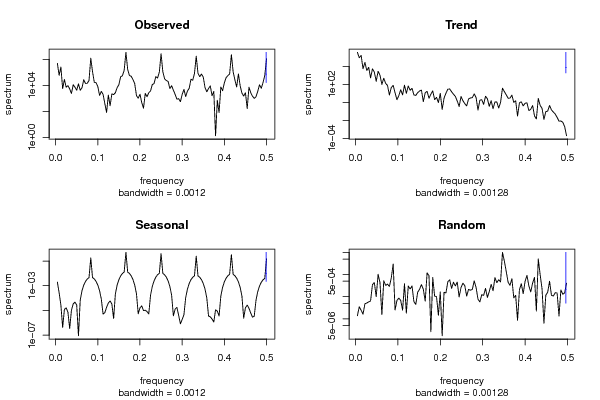 Observed
spectrum
1e+04
1e+00
0.0 0.1 0.2 0.3 0.4 0.5
frequency
bandwidth = 0.0012
Trend
spectrum
1e+02
1e-04
0.0 0.1 0.2 0.3 0.4 0.5
frequency
bandwidth = 0.00128
Seasonal
spectrum
1e-03
1e-07
0.0 0.1 0.2 0.3 0.4 0.5
frequency
bandwidth = 0.0012
Random
spectrum
5e-04
5e-06
0.0 0.1 0.2 0.3 0.4 0.5
frequency
bandwidth = 0.00128